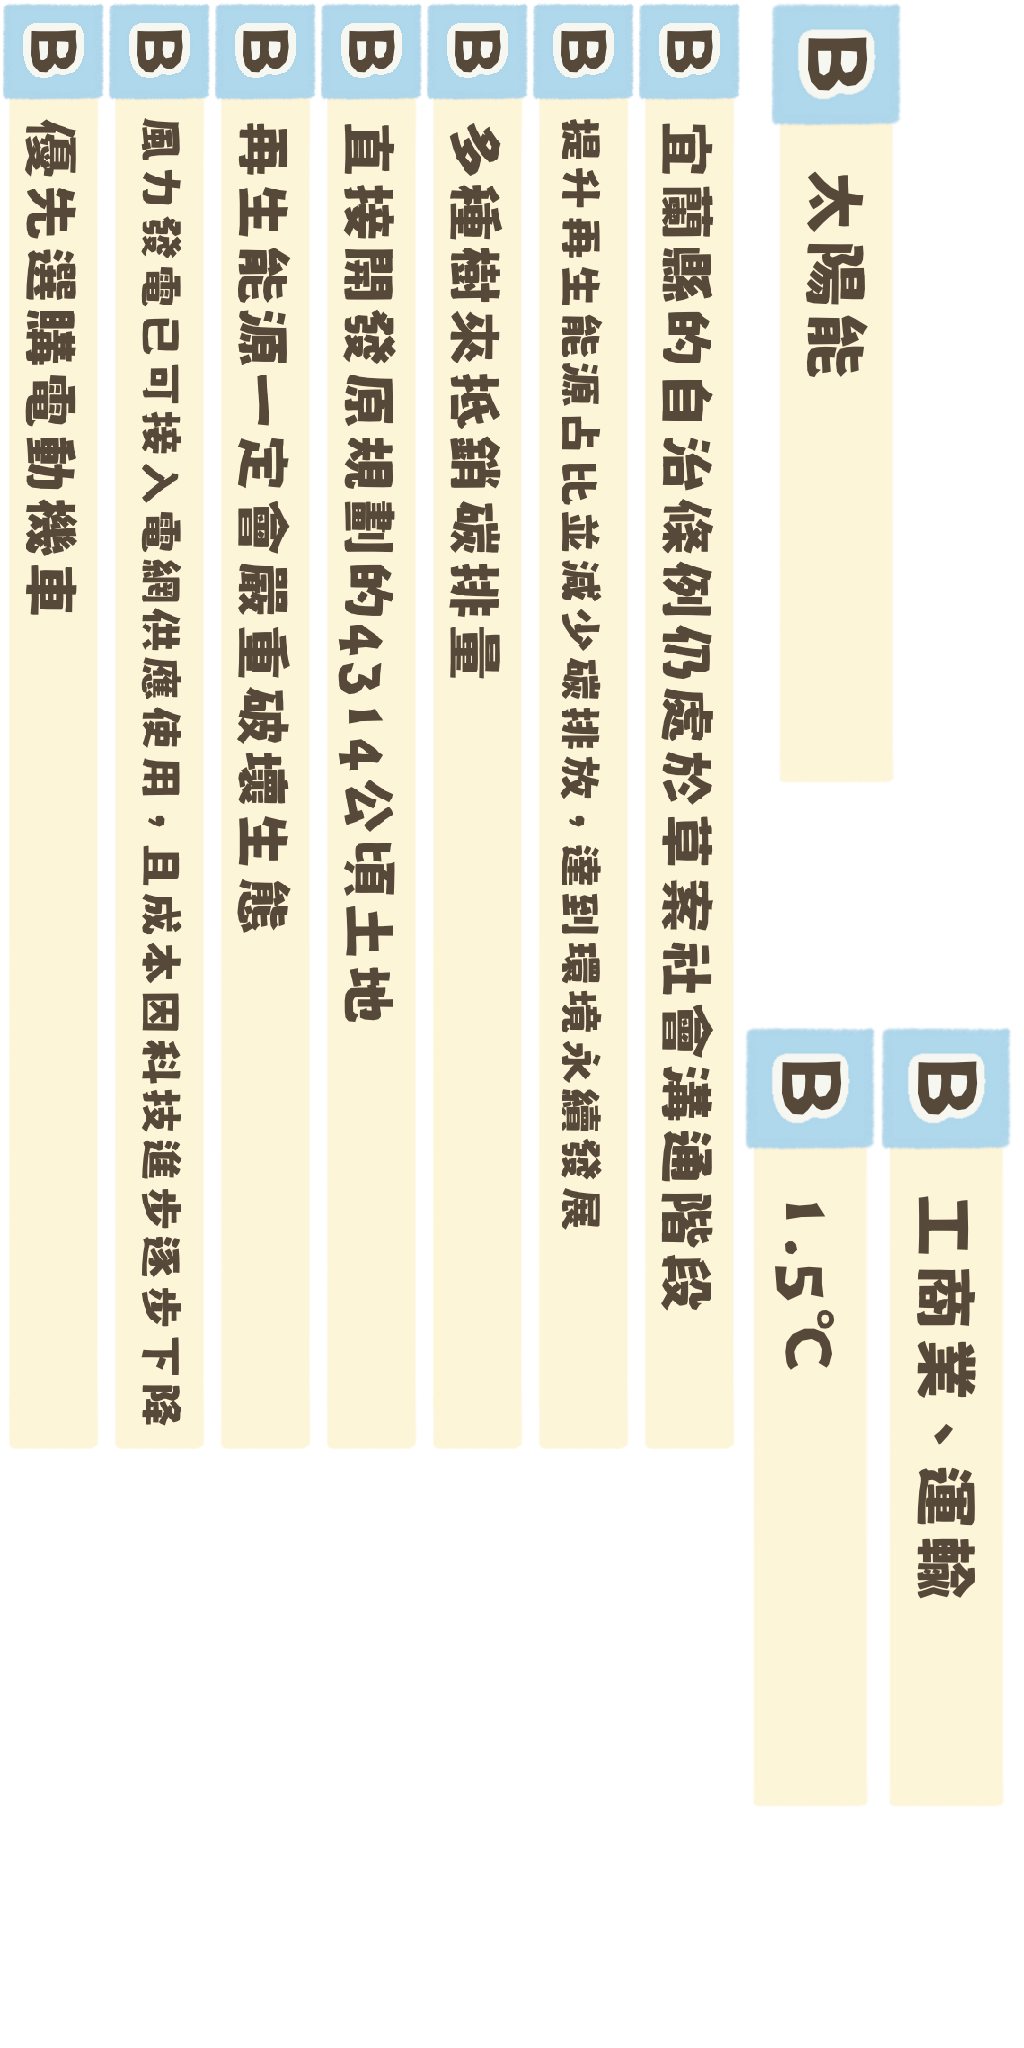 B 太陽能
B 工商業、運輸
B 1.5℃
B 宜蘭縣的自治條例仍處於草案社會溝通階段
B 提升再生能源占比並減少碳排放，達到環境永續發展
B 多種樹來抵銷碳排量
B 直接開發原規劃的4314公頃土地
B 再生能源一定會嚴重破壞生態
B 風力發電已可接入電網供應使用，且成本因科技進步逐步下降
B 優先選購電動機車